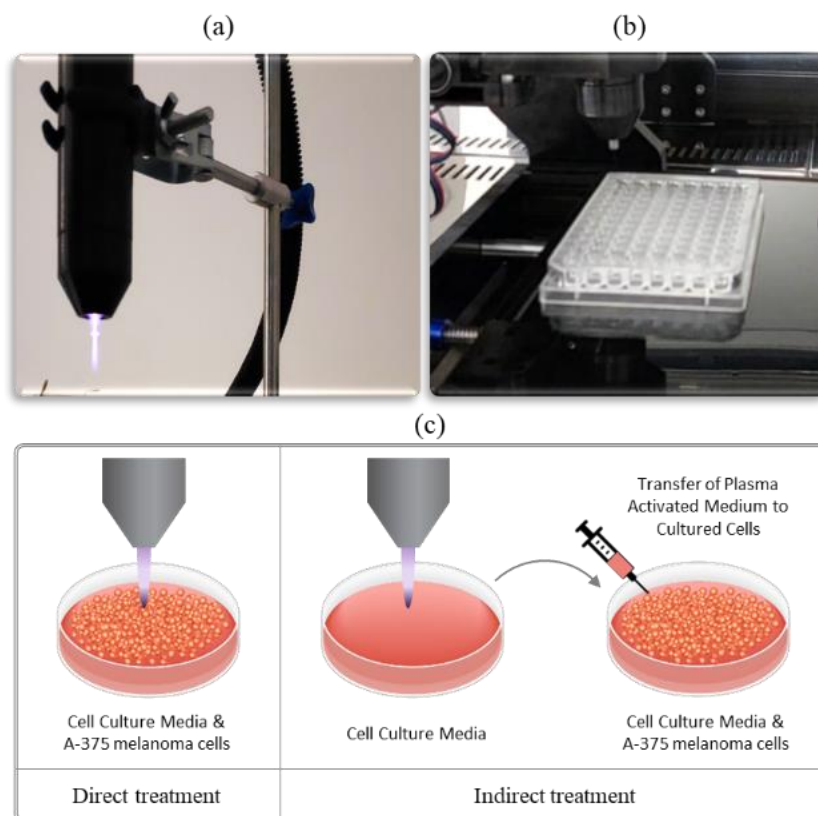 (a)
(b)
(c)
Transfer of Plasma
Activated Medium to
Cultured Cells
Cell Culture Media &
A-375 melanoma cells
Cell Culture Media
Cell Culture Media &
A-375 melanoma cells
Direct treatment
Indirect treatment